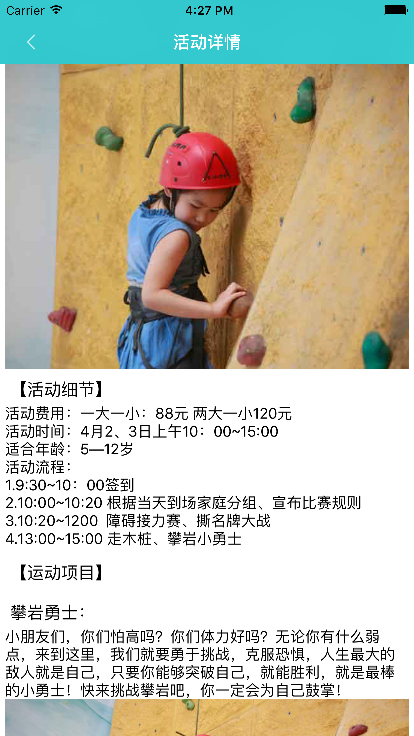 Carrier 4:27 PM
活动详情
【活动细节】
活动费用：一大一小：88元 两大一小120元
活动时间：4月2、3日上午10：00~15:00
适合年龄：5—12岁
活动流程：
1.9:30~10：00签到
2.10:00~10:20 根据当天到场家庭分组、宣布比赛规则
3.10:20~1200 障碍接力赛、撕名牌大战
4.13:00~15:00 走木桩、攀岩小勇士
【运动项目】
攀岩勇士：
小朋友们，你们怕高吗？你们体力好吗？无论你有什么弱
点，来到这里，我们就要勇于挑战，克服恐惧，人生最大的
敌人就是自己，只要你能够突破自己，就能胜利，就是最棒
的小勇士！快来挑战攀岩吧，你一定会为自己鼓掌！